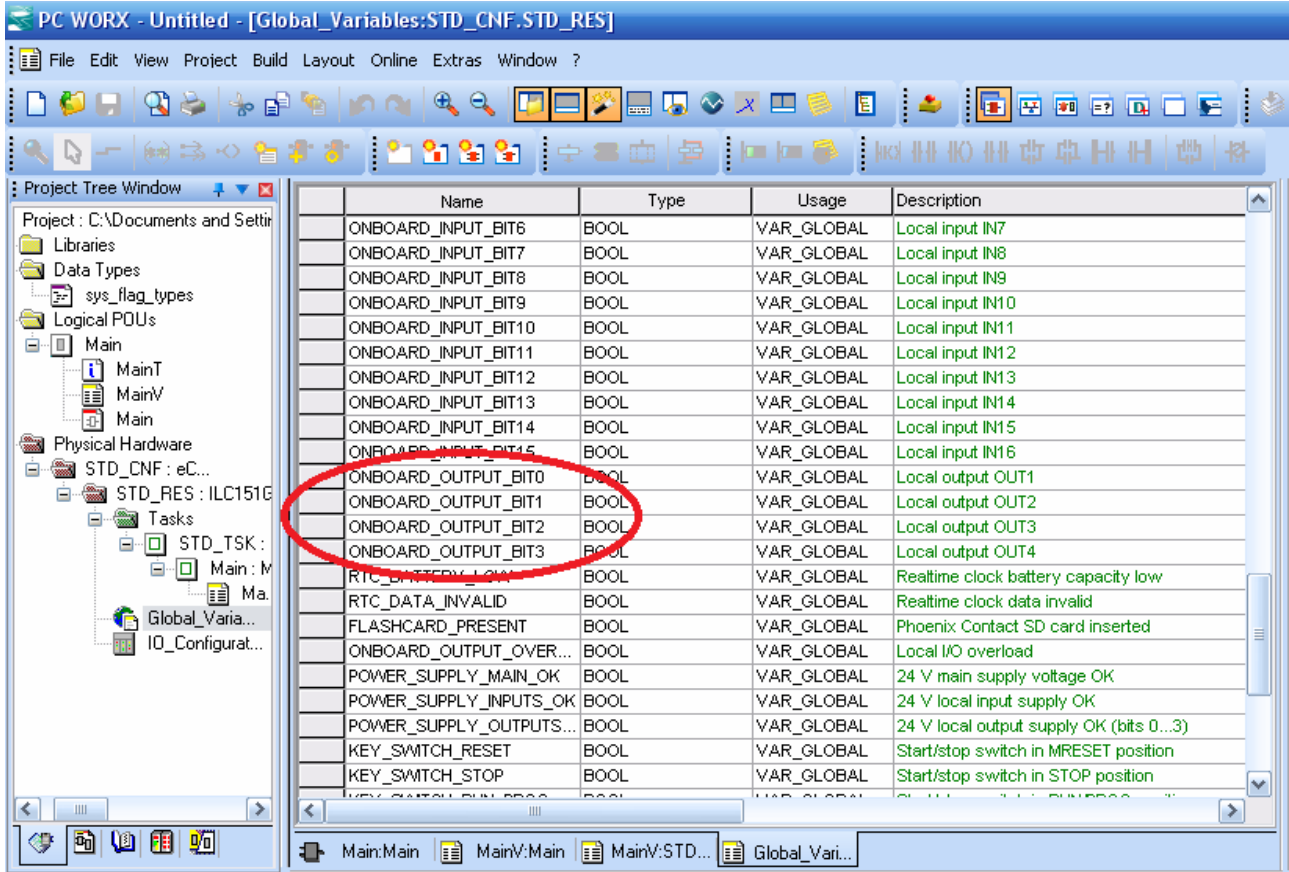 PC WORX - Untitled - [Global_Variables:STD_CNF.STD_RES]
File Edit View Project Build Layout Online Extras Window ?
Project Tree Window
Project : C:\Documents and Settin
Libraries
Data Types
sys_flag_types
Logical POUs
Main
MainT
MainV
Main
Physical Hardware
STD_CNF : eC...
STD_RES : ILC151G
Tasks
STD_TSK :
Main : M
Ma...
Global_Varia...
IO_Configurat...
Name Type Usage Description
ONBOARD_INPUT_BIT6 BOOL VAR_GLOBAL Local input IN7
ONBOARD_INPUT_BIT7 BOOL VAR_GLOBAL Local input IN8
ONBOARD_INPUT_BIT8 BOOL VAR_GLOBAL Local input IN9
ONBOARD_INPUT_BIT9 BOOL VAR_GLOBAL Local input IN10
ONBOARD_INPUT_BIT10 BOOL VAR_GLOBAL Local input IN11
ONBOARD_INPUT_BIT11 BOOL VAR_GLOBAL Local input IN12
ONBOARD_INPUT_BIT12 BOOL VAR_GLOBAL Local input IN13
ONBOARD_INPUT_BIT13 BOOL VAR_GLOBAL Local input IN14
ONBOARD_INPUT_BIT14 BOOL VAR_GLOBAL Local input IN15
ONBOARD_INPUT_BIT15 BOOL VAR_GLOBAL Local input IN16
ONBOARD_OUTPUT_BIT0 BOOL VAR_GLOBAL Local output OUT1
ONBOARD_OUTPUT_BIT1 BOOL VAR_GLOBAL Local output OUT2
ONBOARD_OUTPUT_BIT2 BOOL VAR_GLOBAL Local output OUT3
ONBOARD_OUTPUT_BIT3 BOOL VAR_GLOBAL Local output OUT4
RTC_BATTERY_LOW BOOL VAR_GLOBAL Realtime clock battery capacity low
RTC_DATA_INVALID BOOL VAR_GLOBAL Realtime clock data invalid
FLASHCARD_PRESENT BOOL VAR_GLOBAL Phoenix Contact SD card inserted
ONBOARD_OUTPUT_OVER... BOOL VAR_GLOBAL Local I/O overload
POWER_SUPPLY_MAIN_OK BOOL VAR_GLOBAL 24 V main supply voltage OK
POWER_SUPPLY_INPUTS_OK BOOL VAR_GLOBAL 24 V local input supply OK
POWER_SUPPLY_OUTPUTS... BOOL VAR_GLOBAL 24 V local output supply OK (bits 0...3)
KEY_SWITCH_RESET BOOL VAR_GLOBAL Start/stop switch in MRESET position
KEY_SWITCH_STOP BOOL VAR_GLOBAL Start/stop switch in STOP position
Main:Main MainV:Main MainV:STD... Global_Vari...